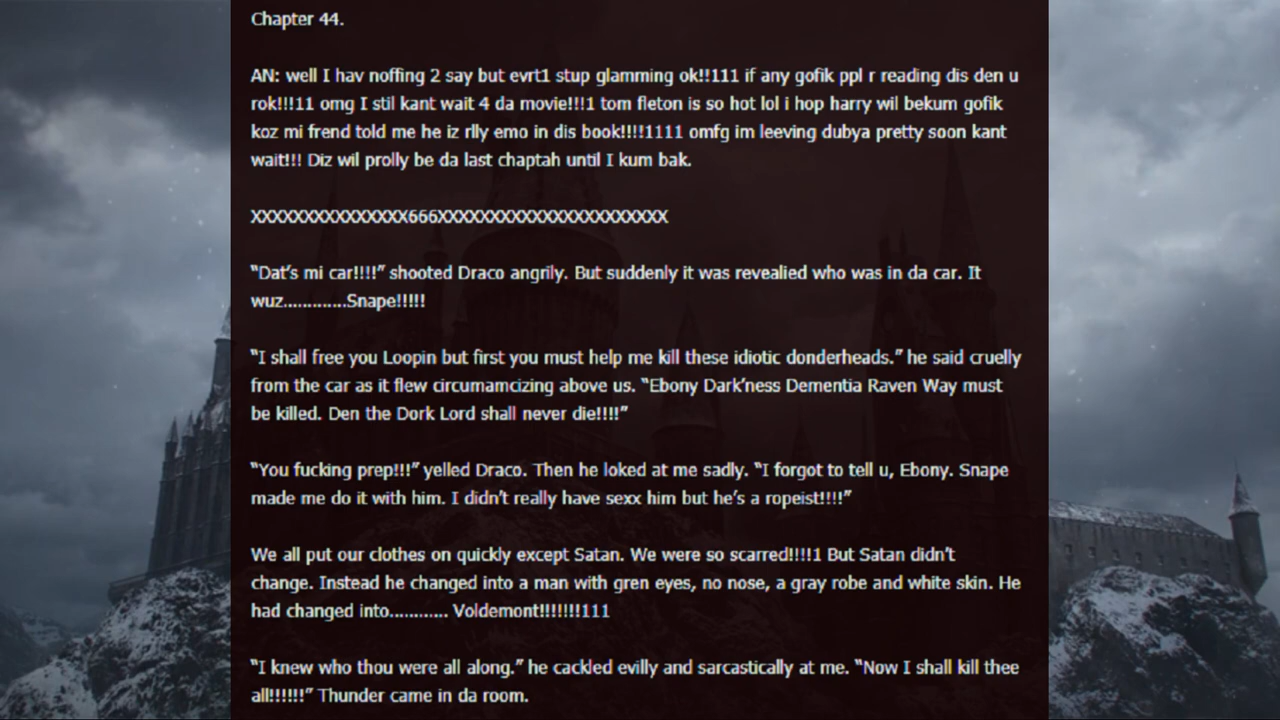 Chapter 44.
AN: well I hav noffing 2 say but evrt1 stup glamming ok!!111 if any gofik ppl r reading dis den u
rok!!!11 omg I stil kant wait 4 da movie!!!1 tom fleton is so hot lol i hop harry wil bekum gofik
koz mi frend told me he iz rlly emo in dis book!!!!1111 omfg im leeving dubya pretty soon kant
wait!!! Diz wil prolly be da last chaptah until I kum bak.
XXXXXXXXXXXXXXX666XXXXXXXXXXXXXXXXXXXXXX
“Dat’s mi car!!!!” shooted Draco angrily. But suddenly it was revealied who was in da car. It
wuz.............Snape!!!!!
“I shall free you Loopin but first you must help me kill these idiotic donderheads.” he said cruelly
from the car as it flew circumamcizing above us. “Ebony Dark’ness Dementia Raven Way must
be killed. Den the Dork Lord shall never die!!!!”
“You fucking prep!!!” yelled Draco. Then he loked at me sadly. “I forgot to tell u, Ebony. Snape
made me do it with him. I didn’t really have sexx him but he’s a ropeist!!!!”
We all put our clothes on quickly except Satan. We were so scarred!!!!1 But Satan didn’t
change. Instead he changed into a man with gren eyes, no nose, a gray robe and white skin. He
had changed into............ Voldemont!!!!!!!111
“I knew who thou were all along.” he cackled evilly and sarcastically at me. “Now I shall kill thee
all!!!!!!” Thunder came in da room.